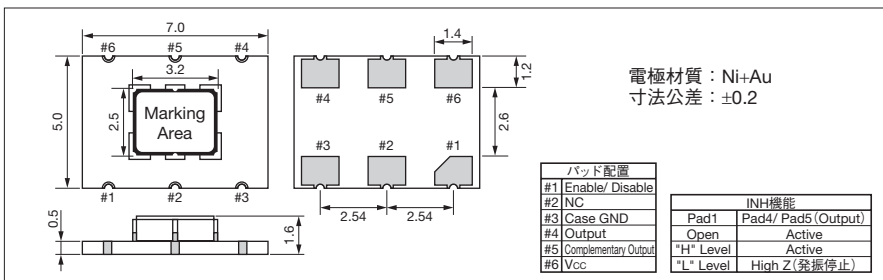 7.0
#6 #5 #4
3.2
5.0
2.5
Marking
Area
#1 #2 #3
0.5
1.6
1.4
1.2
#4 #5 #6
2.6
#3 #2 #1
2.54 2.54
電極材質：Ni+Au
寸法公差：±0.2
パッド配置
#1 Enable/ Disable
#2 NC
#3 Case GND
#4 Output
#5 Complementary Output
#6 Vcc
INH機能
Pad1 Pad4/ Pad5（Output）
Open Active
"H" Level Active
"L" Level High Z（発振停止）